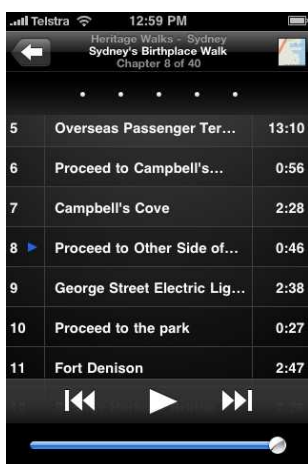 Telstra 12:59 PM
Heritage Walks - Sydney
Sydney's Birthplace Walk
Chapter 8 of 40
5 Overseas Passenger Ter... 13:10
6 Proceed to Campbell's... 0:56
7 Campbell's Cove 2:28
8 Proceed to Other Side of... 0:46
9 George Street Electric Lig... 2:38
10 Proceed to the park 0:27
11 Fort Denison 2:47